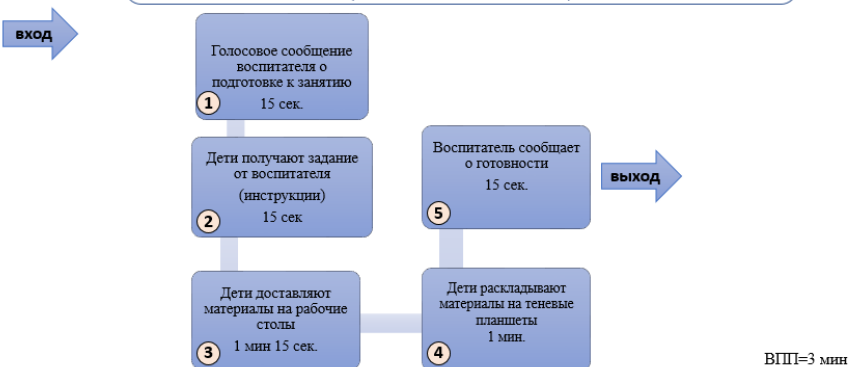 вход
Голосовое сообщение
воспитателя о
подготовке к занятию
15 сек.
1
Дети получают задание
от воспитателя
(инструкции)
15 сек
2
Дети доставляют
материалы на рабочие
столы
1 мин 15 сек.
3
Дети раскладывают
материалы на теневые
планшеты
1 мин.
4
Воспитатель сообщает
о готовности
15 сек.
5
выход
ВПП=3 мин